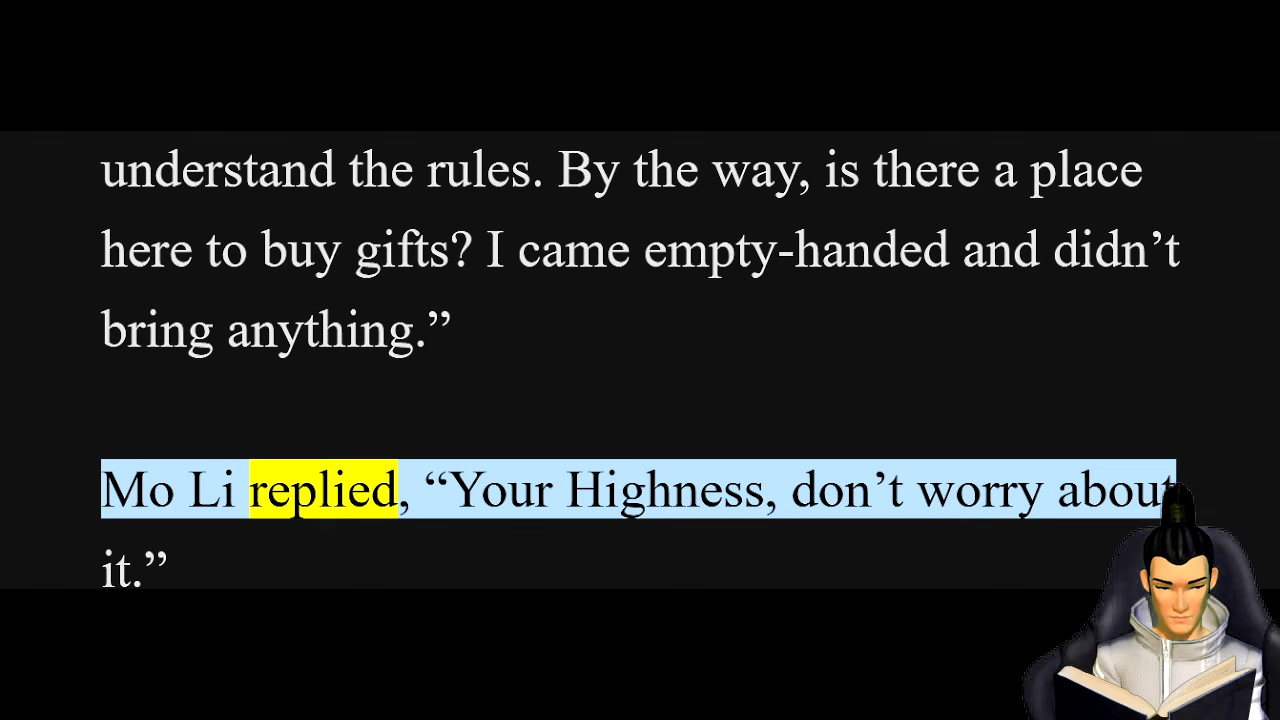 understand the rules. By the way, is there a place
here to buy gifts? I came empty-handed and didn’t
bring anything.”
Mo Li replied, “Your Highness, don’t worry about
it.”